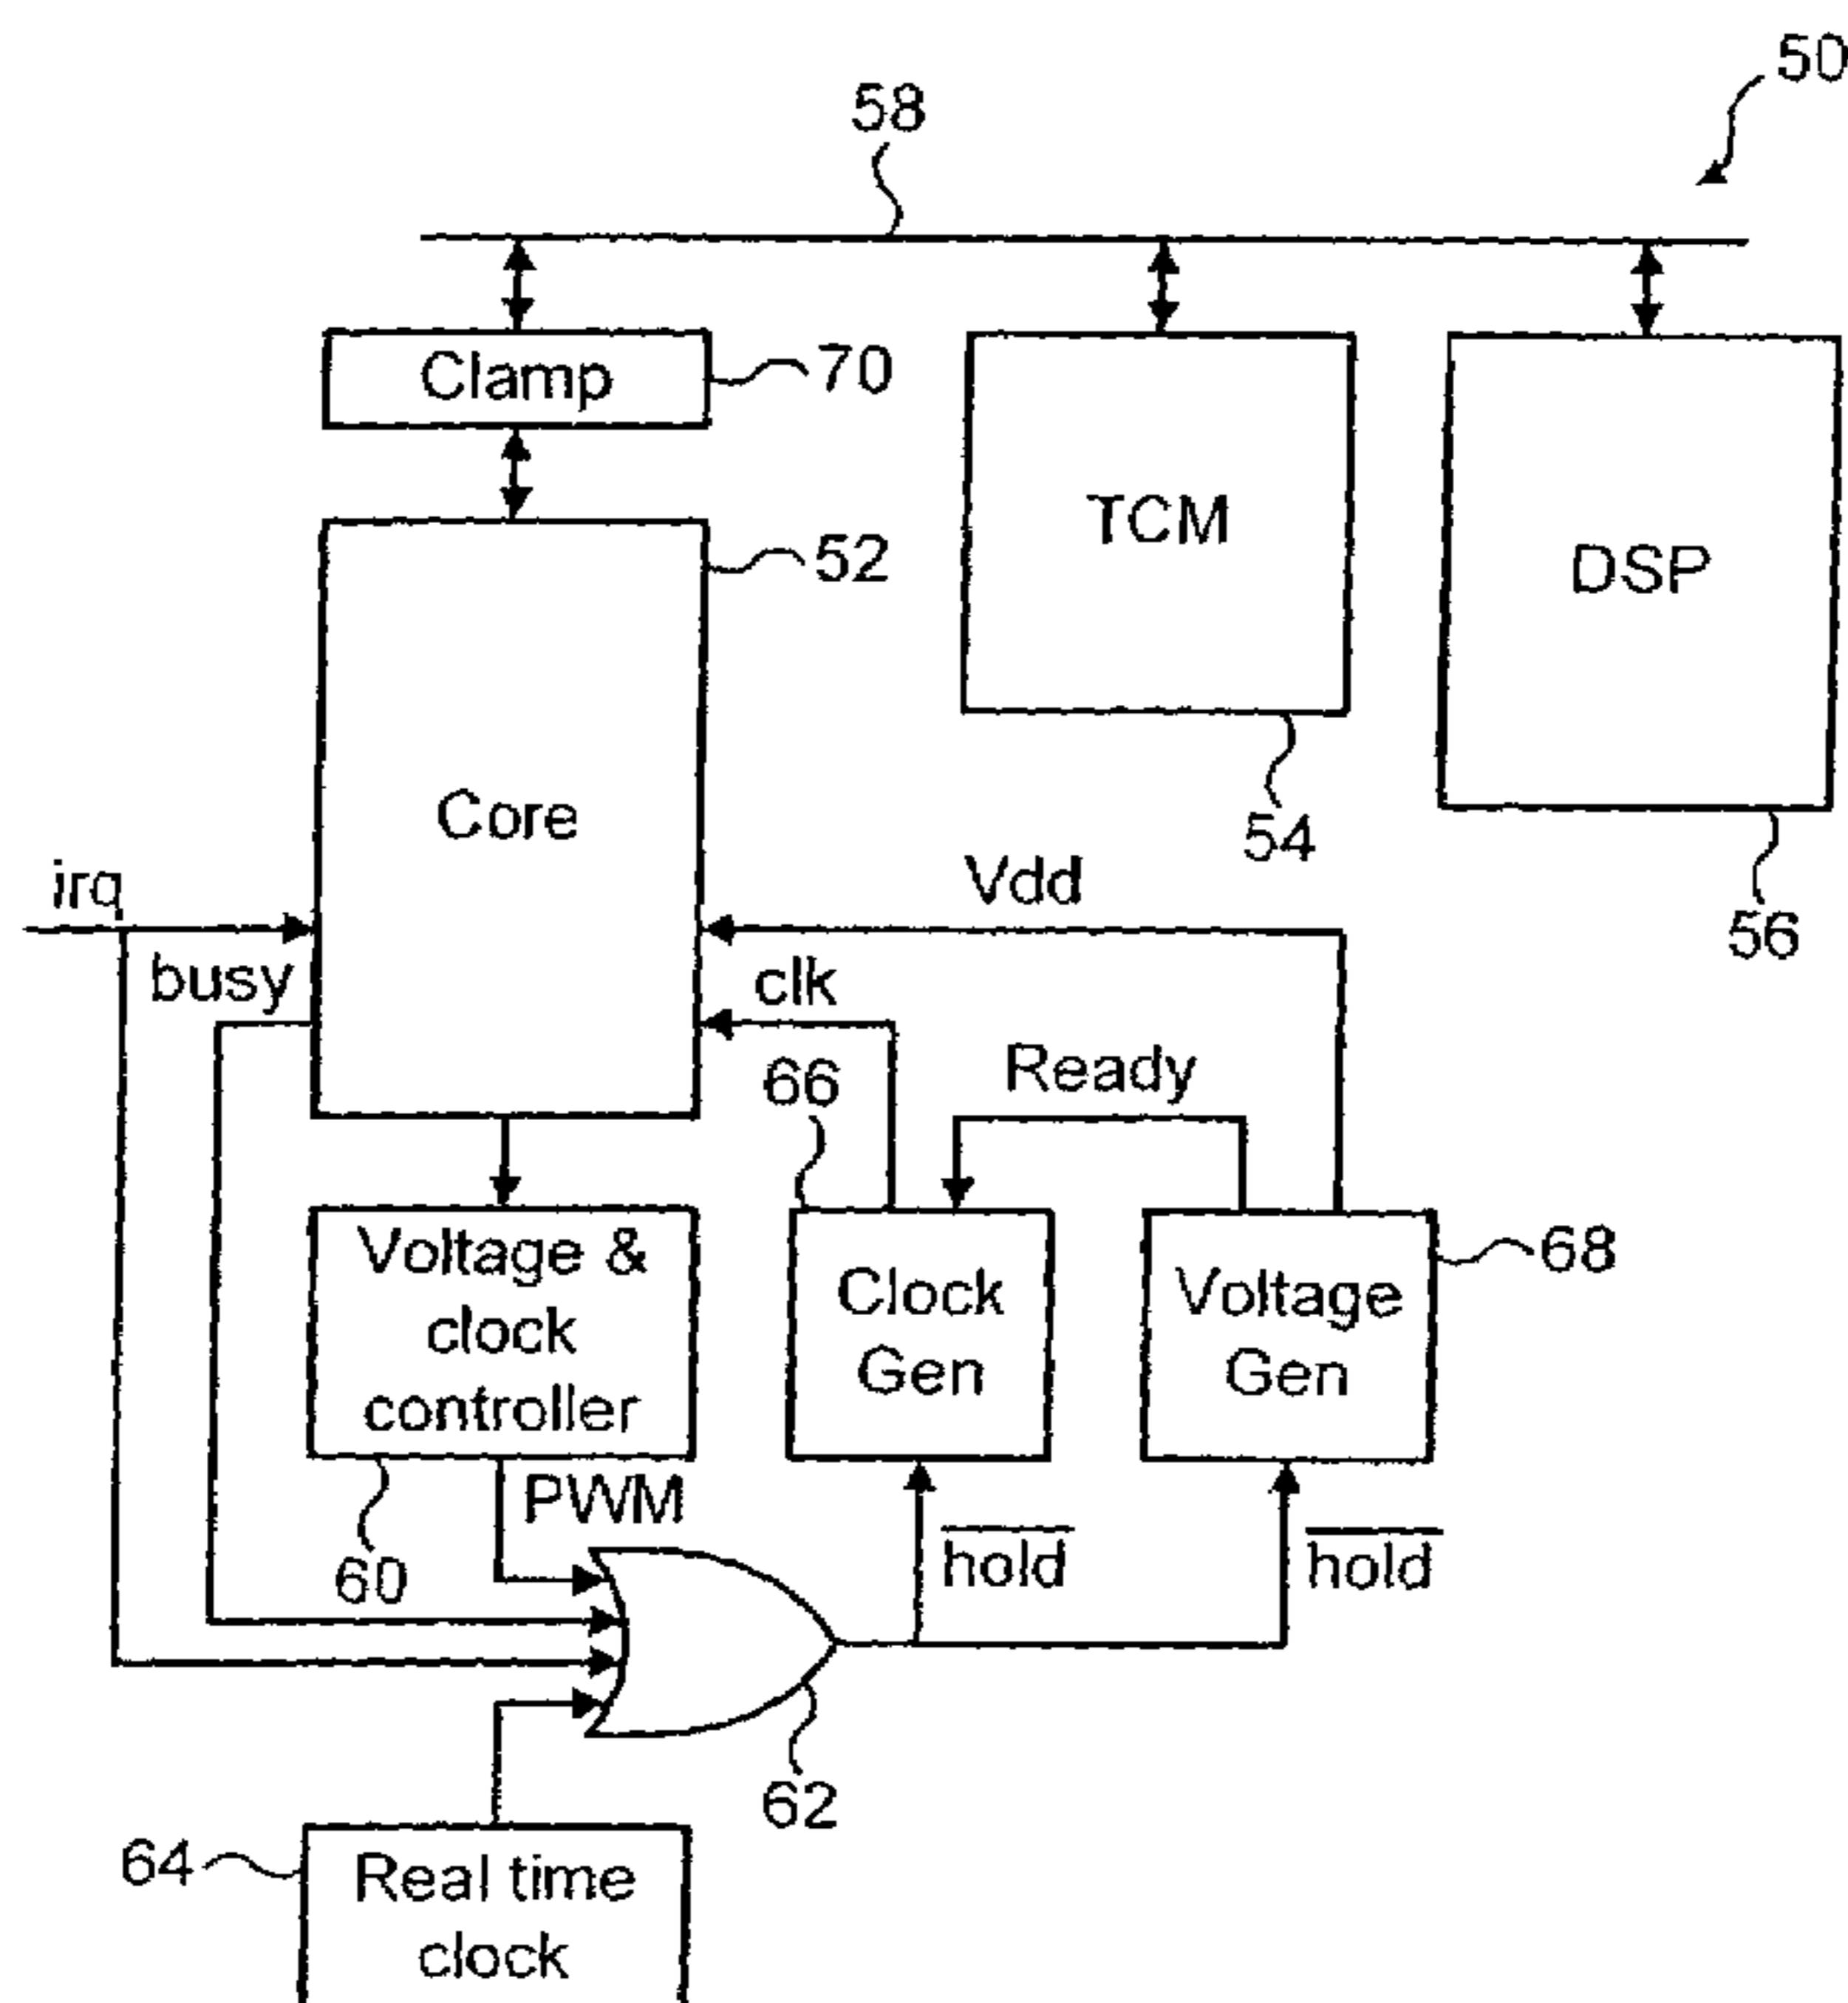 50
58
Clamp
70
TCM
52
DSP
Core
54
irq
Vdd
56
busy
clk
66
Ready
Voltage &
clock
controller
Clock
Gen
Voltage
Gen
68
PWM
60
hold
hold
62
64
Real time
clock